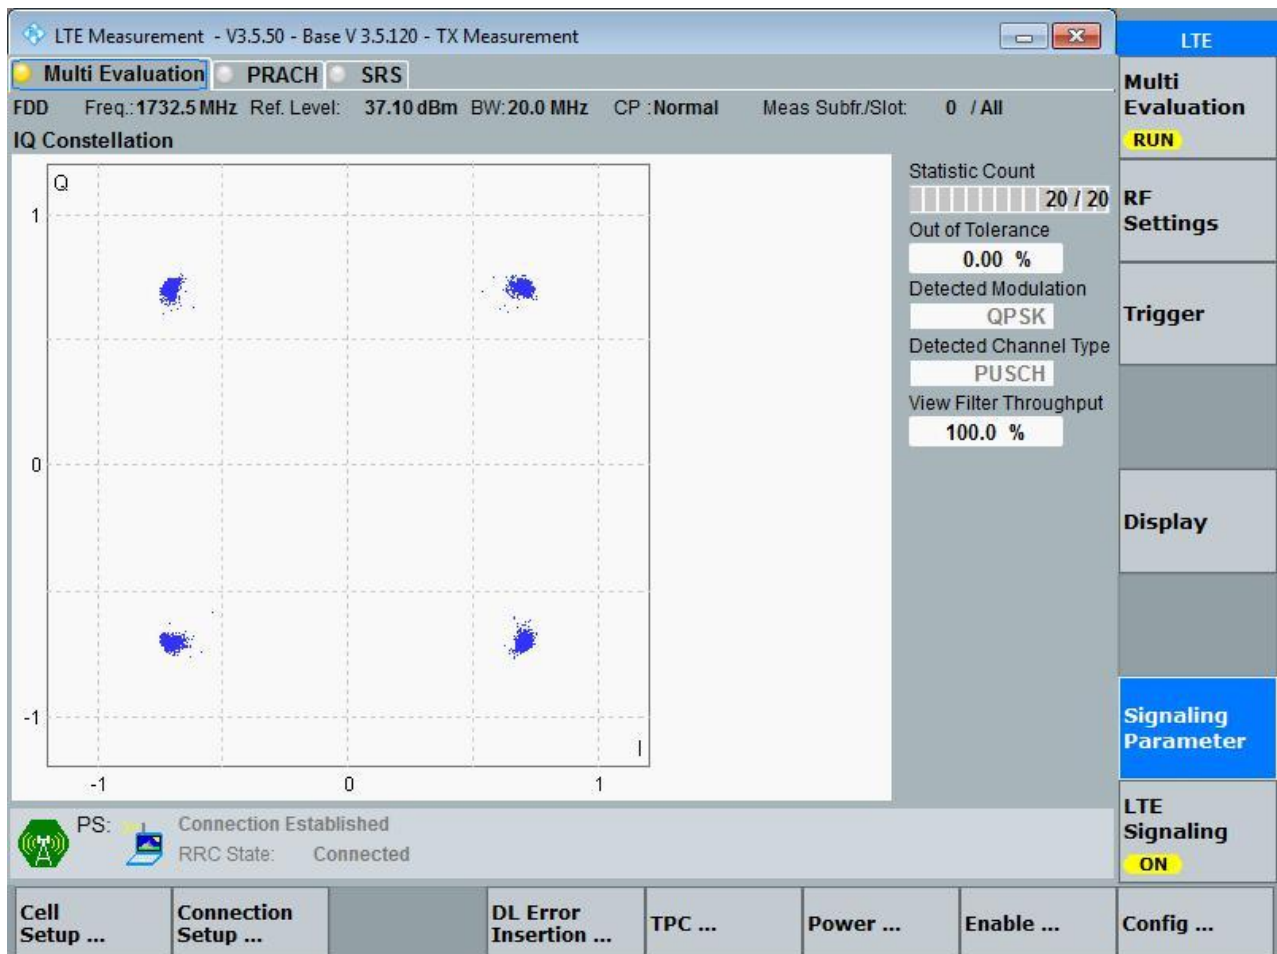 LTE Measurement - V3.5.50 - Base V 3.5.120 - TX Measurement
LTE
Multi Evaluation PRACH SRS
FDD Freq.: 1732.5 MHz Ref. Level: 37.10 dBm BW: 20.0 MHz CP : Normal Meas Subfr./Slot: 0 / All
IQ Constellation
Q
1
0
-1
I
-1 0 1
Statistic Count
20 / 20
Out of Tolerance
0.00 %
Detected Modulation
QPSK
Detected Channel Type
PUSCH
View Filter Throughput
100.0 %
Multi
Evaluation
RUN
RF
Settings
Trigger
Display
Signaling
Parameter
LTE
Signaling
ON
PS: Connection Established
RRC State: Connected
Cell
Setup ...
Connection
Setup ...
DL Error
Insertion ...
TPC ...
Power ...
Enable ...
Config ...